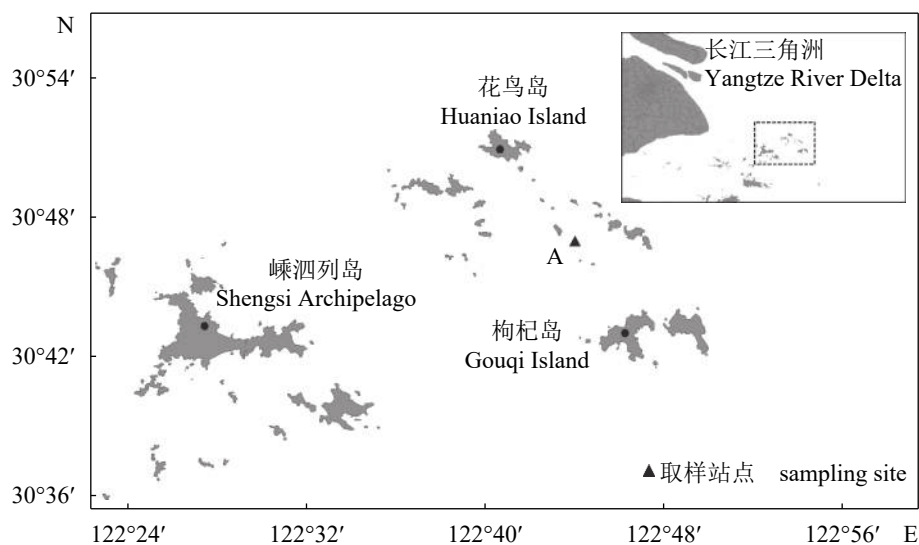 N
30°54′
30°48′
30°42′
30°36′
长江三角洲
Yangtze River Delta
花鸟岛
Huaniao Island
A
嵊泗列岛
Shengsi Archipelago
枸杞岛
Gouqi Island
▲取样站点 sampling site
122°24′ 122°32′ 122°40′ 122°48′ 122°56′ E